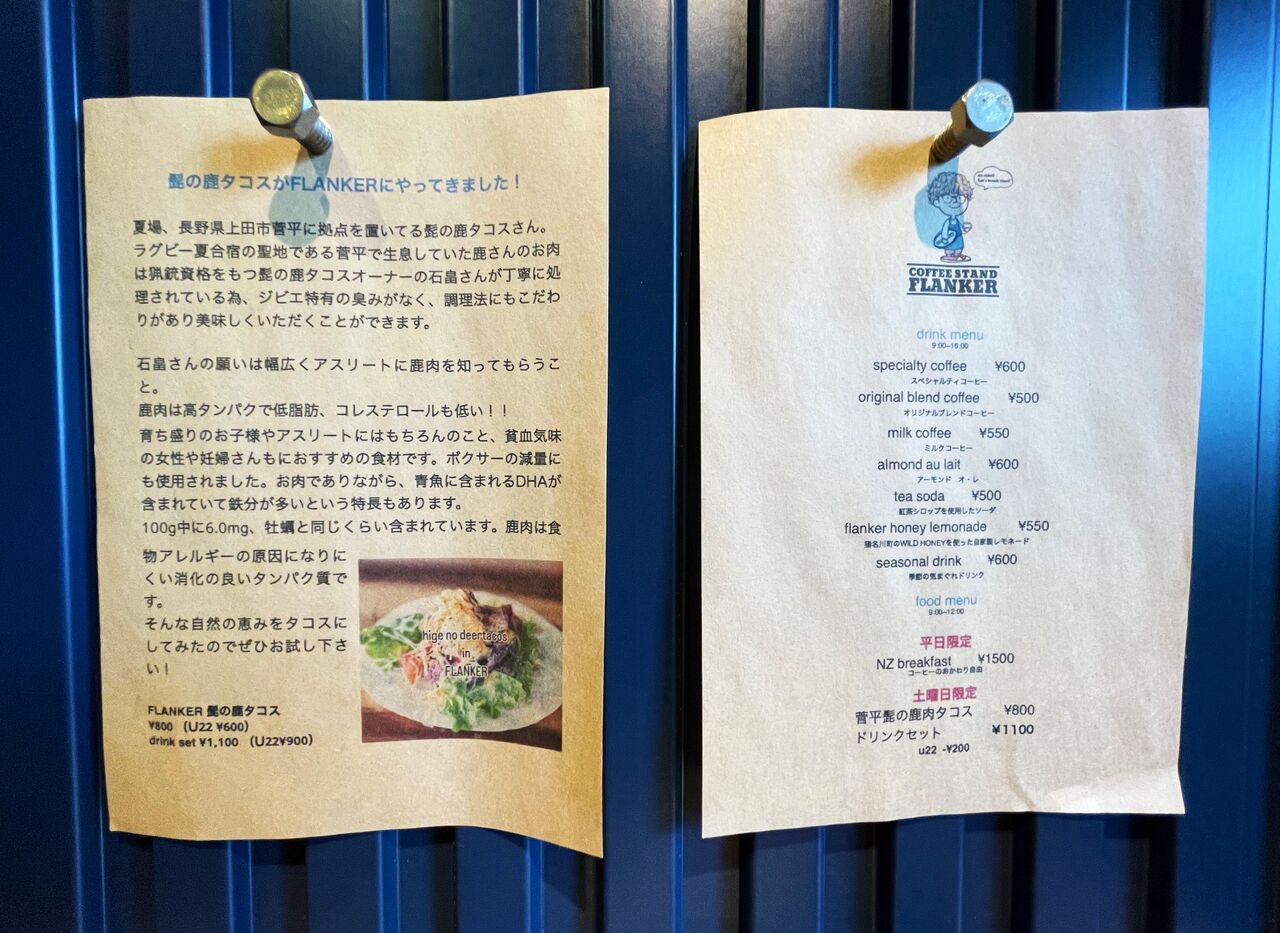 髭の鹿タコスがFLANKERにやってきました！
夏場、長野県上田市菅平に拠点を置いてる髭の鹿タコスさん。
ラグビー夏合宿の聖地である菅平で生息していた鹿さんのお肉
は猟銃資格をもつ髭の鹿タコスオーナーの石畠さんが丁寧に処
理されている為、ジビエ特有の臭みがなく、調理法にもこだわ
りがあり美味しくいただくことができます。
石畠さんの願いは幅広くアスリートに鹿肉を知ってもらうこ
と。
鹿肉は高タンパクで低脂肪、コレステロールも低い！！
育ち盛りのお子様やアスリートにはもちろんのこと、貧血気味
の女性や妊婦さんもにおすすめの食材です。ボクサーの減量に
も使用されました。お肉でありながら、青魚に含まれるDHAが
含まれていて鉄分が多いという特長もあります。
100g中に6.0mg、牡蠣と同じくらい含まれています。鹿肉は食
物アレルギーの原因になりに
くい消化の良いタンパク質で
す。
そんな自然の恵みをタコスに
してみたのでぜひお試し下さ
い！
hige no deertacos
in
FLANKER
FLANKER 髭の鹿タコス
¥800 （U22 ¥600）
drink set ¥1,100 （U22¥900）
COFFEE STAND
FLANKER
drink menu
9:00-16:00
specialty coffee ¥600
スペシャルティコーヒー
original blend coffee ¥500
オリジナルブレンドコーヒー
milk coffee ¥550
ミルクコーヒー
almond au lait ¥600
アーモンド オ・レ
tea soda ¥500
紅茶シロップを使用したソーダ
flanker honey lemonade ¥550
猪名川町のWILD HONEYを使った自家製レモネード
seasonal drink ¥600
季節の気まぐれドリンク
food menu
9:00-12:00
平日限定
NZ breakfast ¥1500
コーヒーのおかわり自由
土曜日限定
菅平髭の鹿肉タコス ¥800
ドリンクセット ¥1100
u22 -¥200